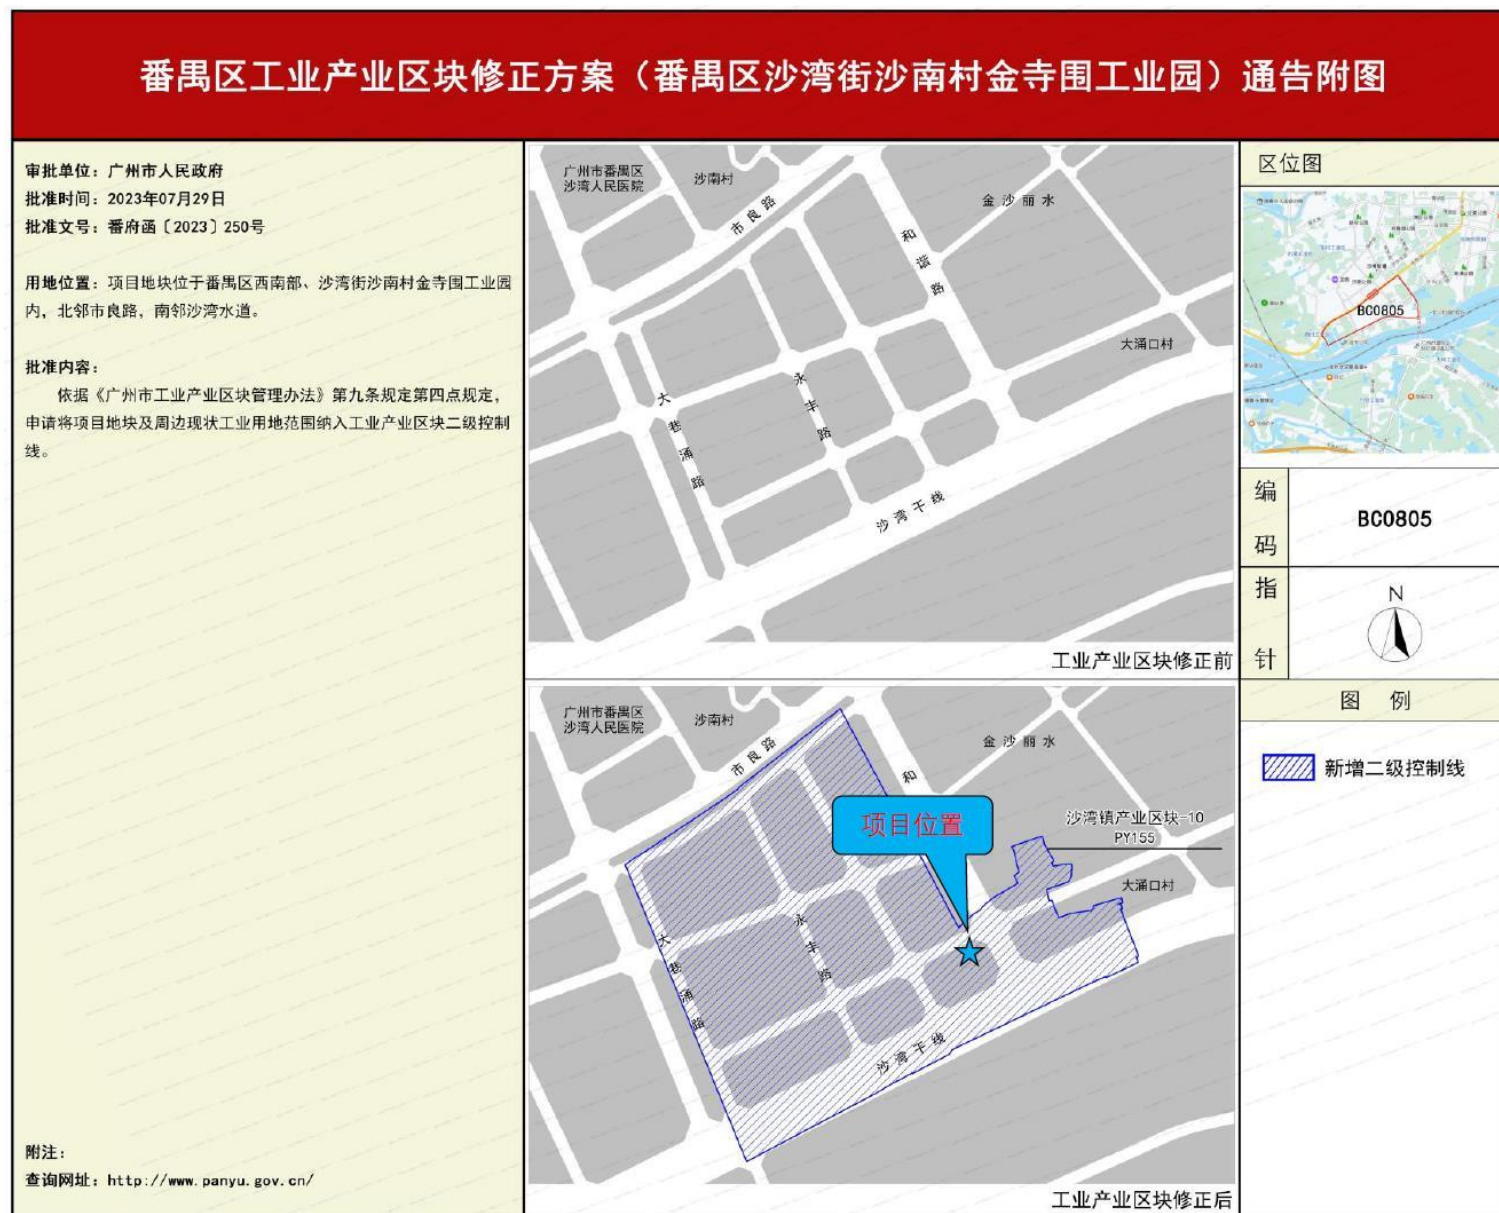 番禺区工业产业区块修正方案（番禺区沙湾街沙南村金寺围工业园）通告附图
审批单位：广州市人民政府
批准时间：2023年07月29日
批准文号：番府函〔2023〕250号
用地位置：项目地块位于番禺区西南部、沙湾街沙南村金寺围工业园
内，北邻市良路，南邻沙湾水道。
批准内容：
依据《广州市工业产业区块管理办法》第九条规定第四点规定，
申请将项目地块及周边现状工业用地范围纳入工业产业区块二级控制
线。
附注：
查询网址：http://www.panyu.gov.cn/
广州市番禺区
沙湾人民医院
沙南村
市良路
金沙丽水
和谐路
大涌口村
永丰路
大巷涌路
沙湾干线
工业产业区块修正前
广州市番禺区
沙湾人民医院
沙南村
市良路
金沙丽水
和
项目位置
沙湾镇产业区块-10
PY155
大涌口村
永丰路
大巷涌路
沙湾干线
工业产业区块修正后
区位图
BC0805
编码
BC0805
指针
N
图例
新增二级控制线